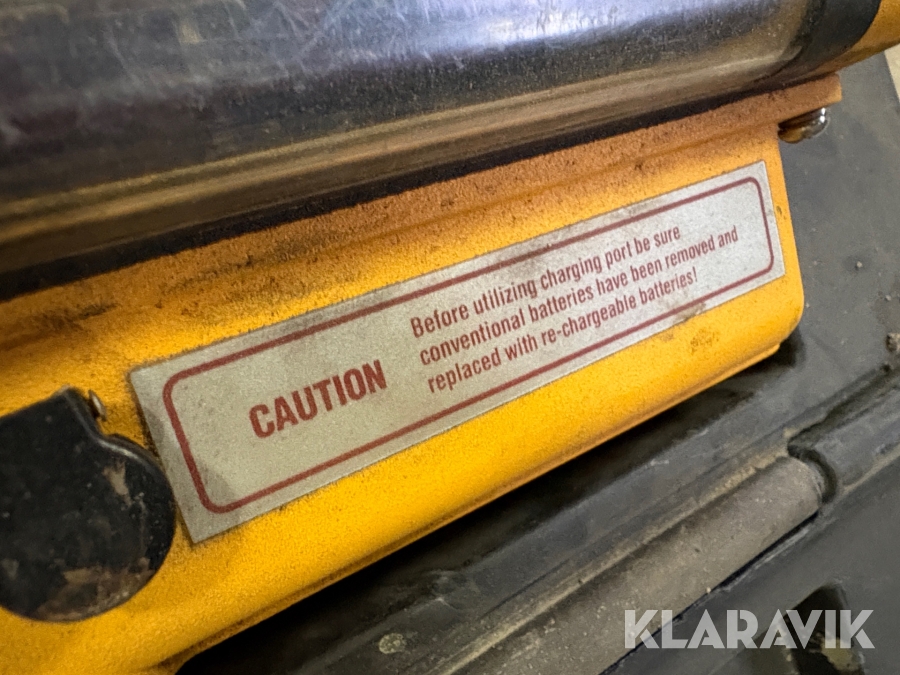 CAUTION
Before utilizing charging port be sure
conventional batteries have been removed and
replaced with re-chargeable batteries!
KLARAVIK